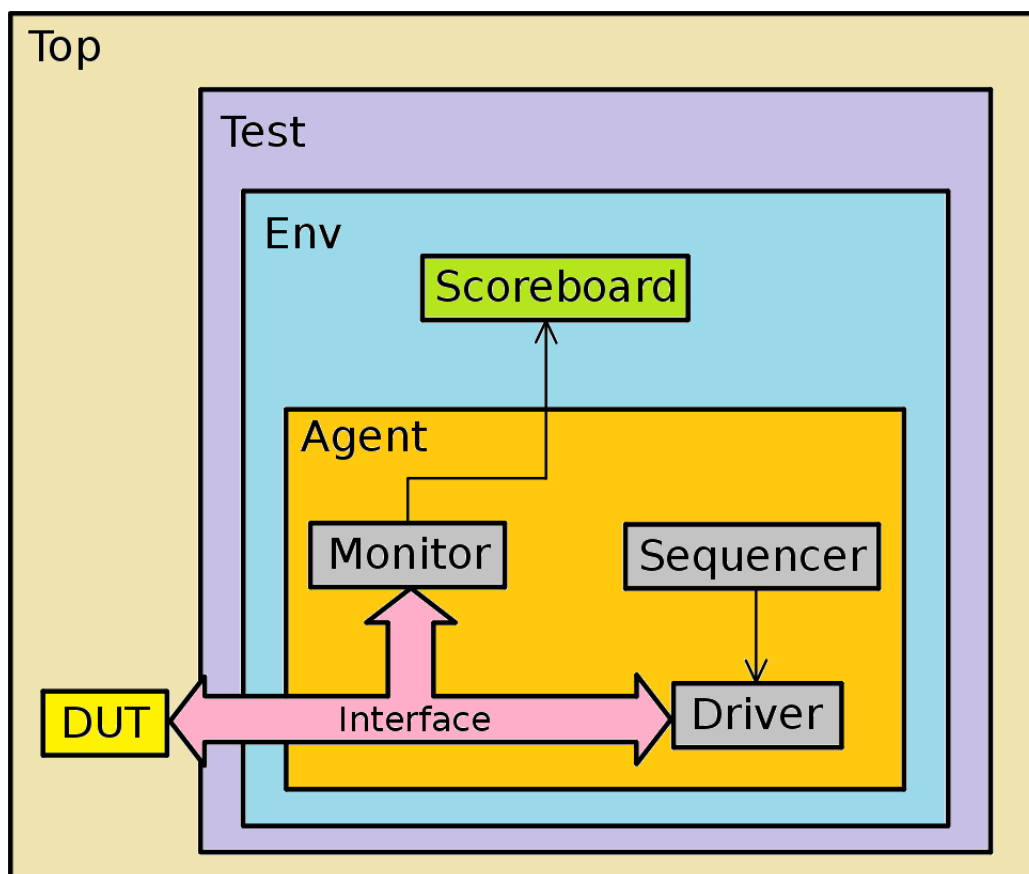 Top
Test
Env
Scoreboard
Agent
Monitor
Sequencer
DUT
Interface
Driver